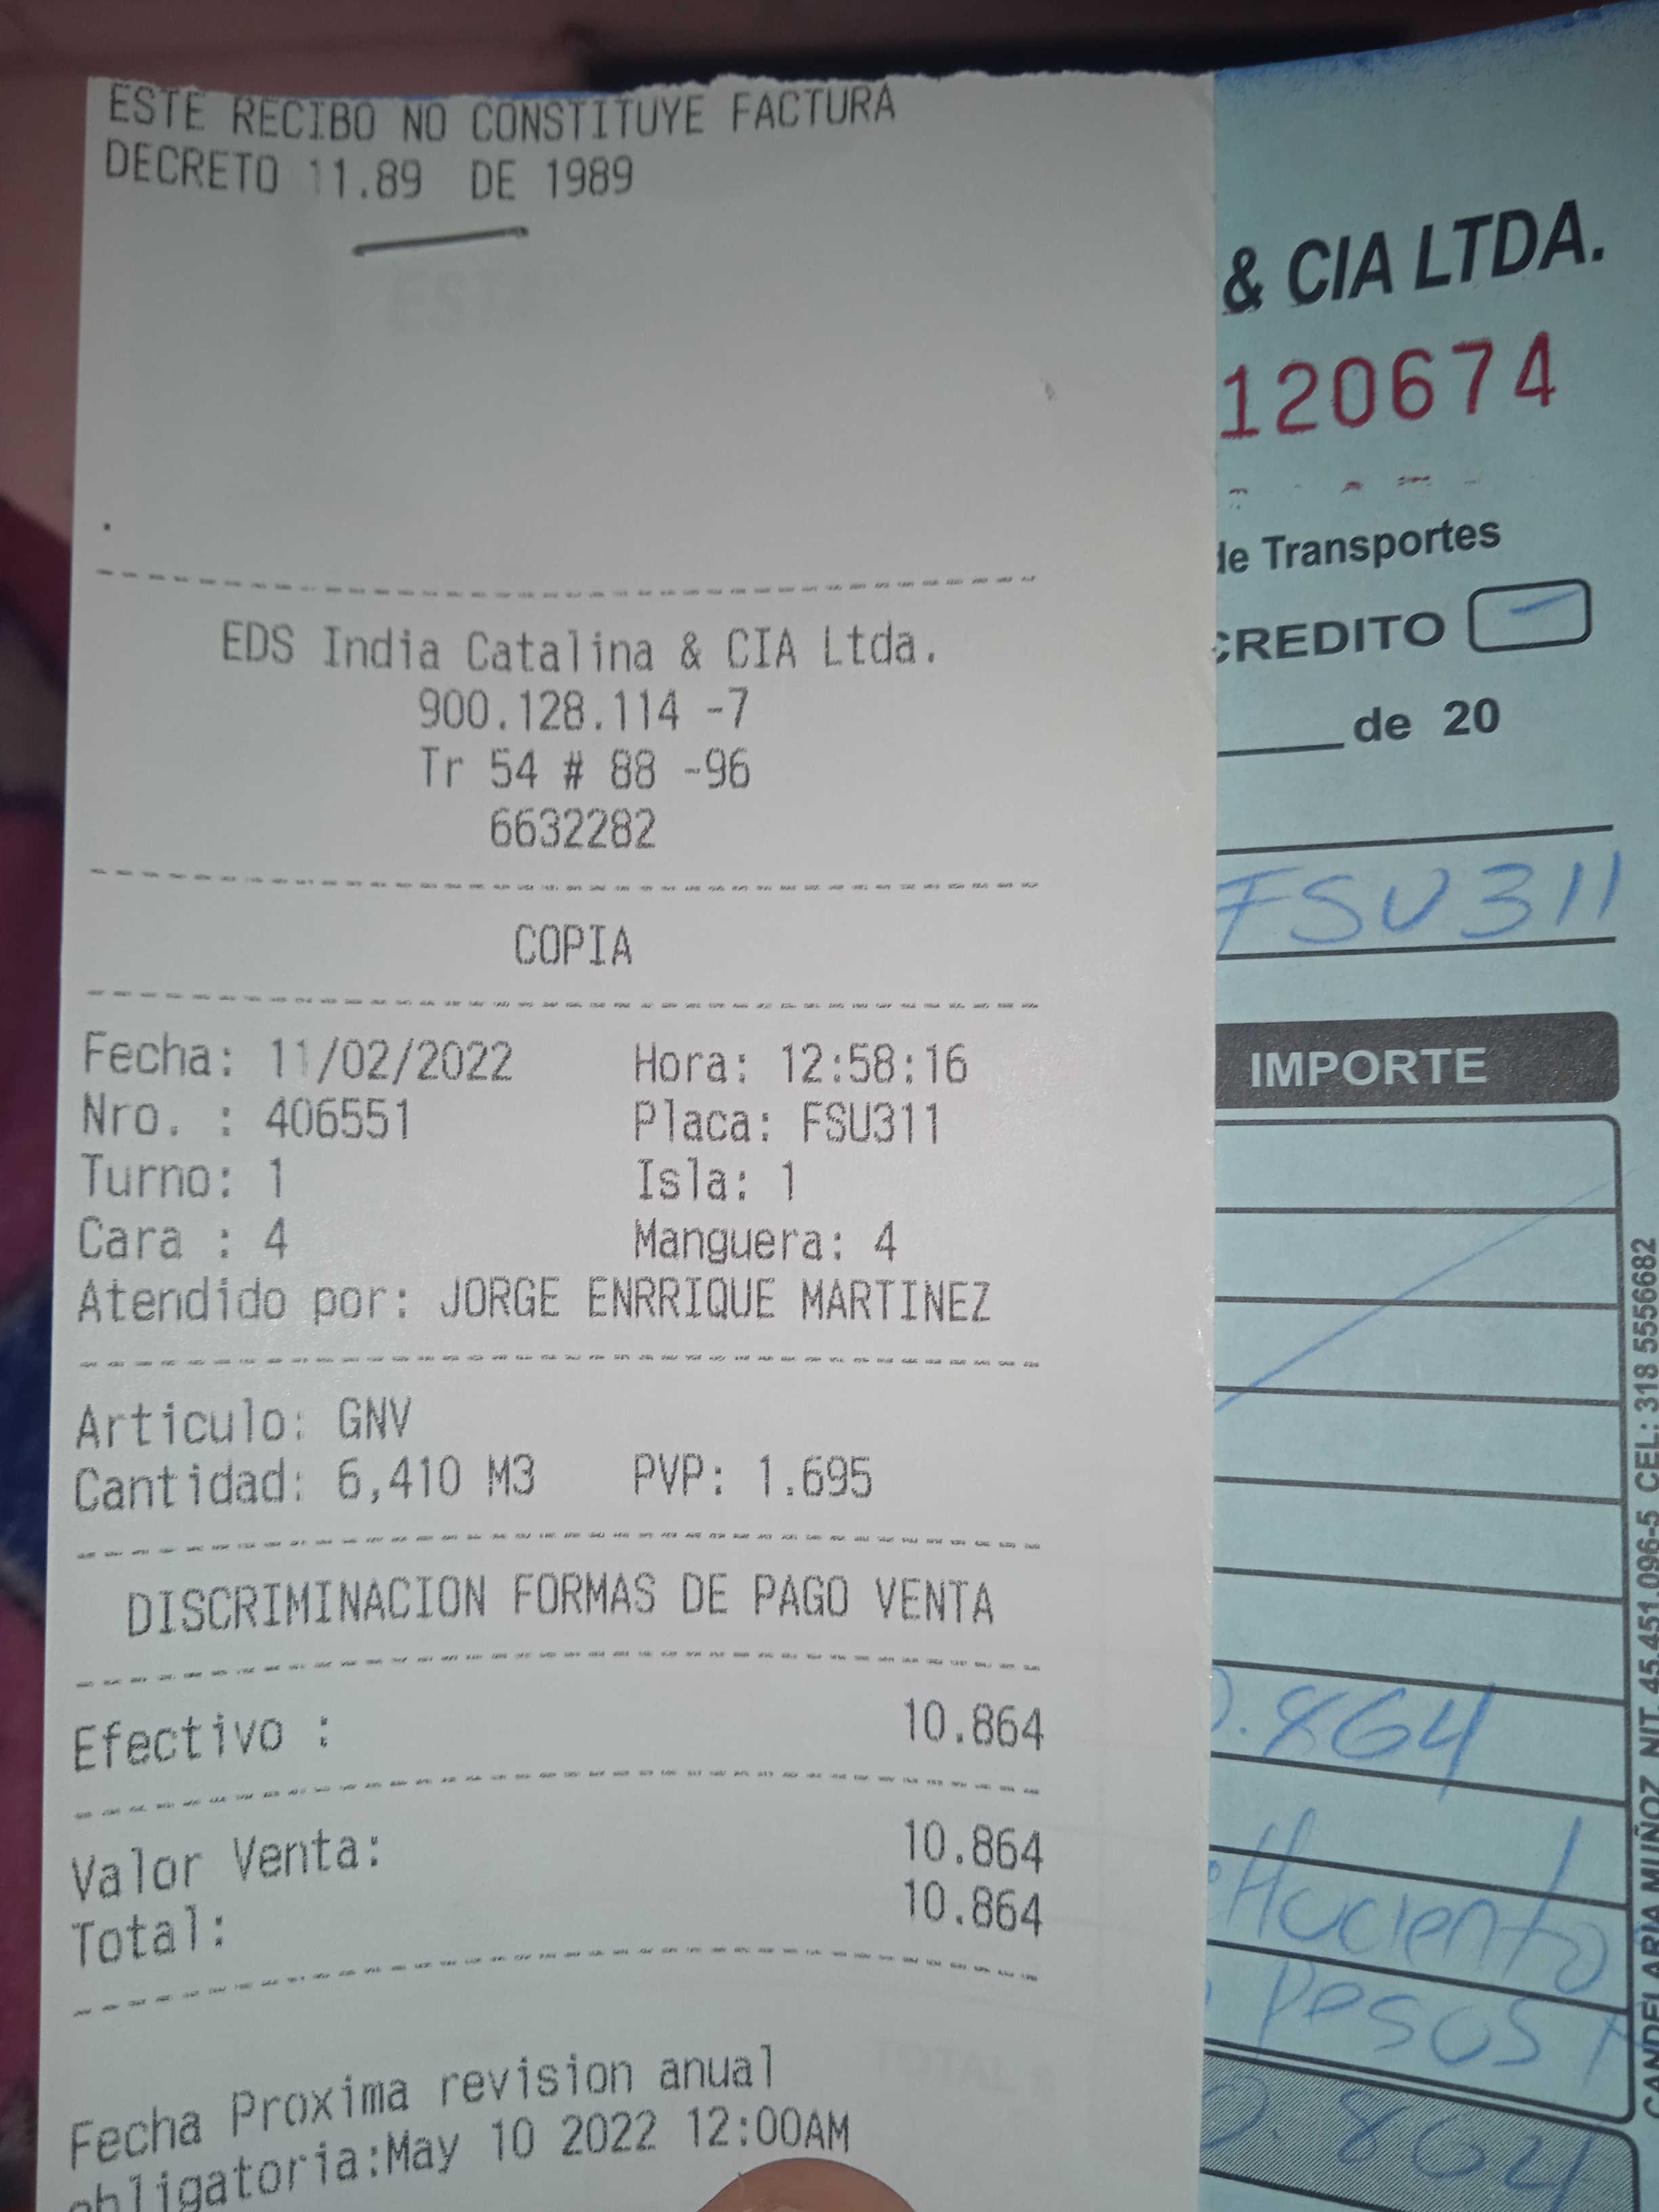 ESTE RECIBO NO CONSTITUYE FACTURA
DECRETO 11.89 DE 1989
EDS India Catalina & CIA Ltda.
900.128.114 -7
Tr 54 # 88 -96
6632282
COPIA
Fecha: 11/02/2022 Hora: 12:58:16
Nro. : 406551 Placa: FSU311
Turno: 1 Isla: 1
Cara : 4 Manguera: 4
Atendido por: JORGE ENRRIQUE MARTINEZ
Articulo: GNV
Cantidad: 6,410 M3 PVP: 1.695
DISCRIMINACION FORMAS DE PAGO VENTA
Efectivo : 10.864
Valor Venta: 10.864
Total: 10.864
Fecha Proxima revision anual
obligatoria:May 10 2022 12:00AM
& CIA LTDA.
120674
de Transportes
CREDITO
de 20
FSU311
IMPORTE
0.864
pesos
0.864
CANDELARIA MUÑOZ NIT. 45.451.096-5 CEL: 318 5556682